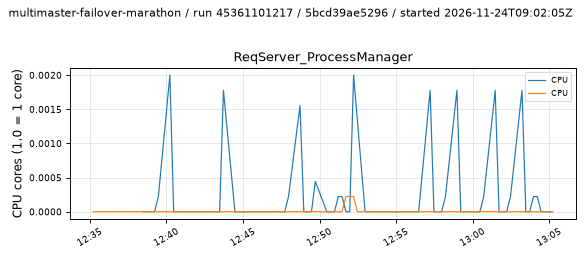 multimaster-failover-marathon / run 45361101217 / 5bcd39ae5296 / started 2026-11-24T09:02:05Z
ReqServer_ProcessManager
CPU cores (1.0 = 1 core)
0.0020
0.0015
0.0010
0.0005
0.0000
CPU
CPU
12:35
12:40
12:45
12:50
12:55
13:00
13:05